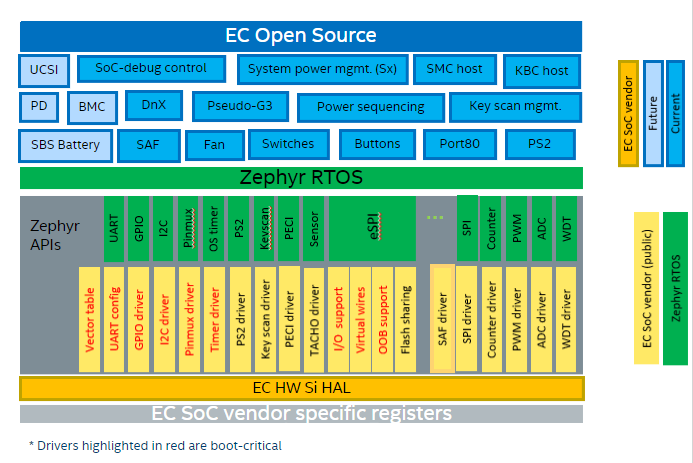 EC Open Source
UCSI
SoC-debug control
System power mgmt. (Sx)
SMC host
KBC host
PD
BMC
DnX
Pseudo-G3
Power sequencing
Key scan mgmt.
SBS Battery
SAF
Fan
Switches
Buttons
Port80
PS2
Zephyr RTOS
Zephyr
APIs
UART
GPIO
I2C
Pinmux
OS timer
PS2
Keyscan
PECI
Sensor
eSPI
...
SPI
Counter
PWM
ADC
WDT
Vector table
UART config
GPIO driver
I2C driver
Pinmux driver
Timer driver
PS2 driver
Key scan driver
PECI driver
TACHO driver
I/O support
Virtual wires
OOB support
Flash sharing
SAF driver
SPI driver
Counter driver
PWM driver
ADC driver
WDT driver
EC HW Si HAL
EC SoC vendor specific registers
* Drivers highlighted in red are boot-critical
EC SoC vendor
Future
Current
EC SoC vendor (public)
Zephyr RTOS